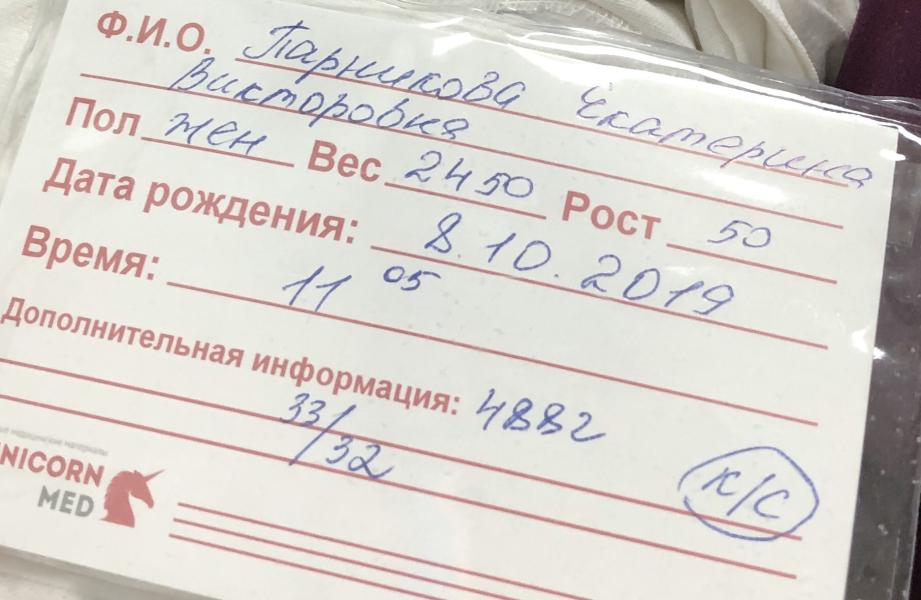 Ф.И.О. Парникова Екатерина
Викторовна
Пол жен Вес 2450 Рост 50
Дата рождения: 8.10.2019
Время: 11 05
Дополнительная информация: 4882
33/32
к/с
NICORN
MED